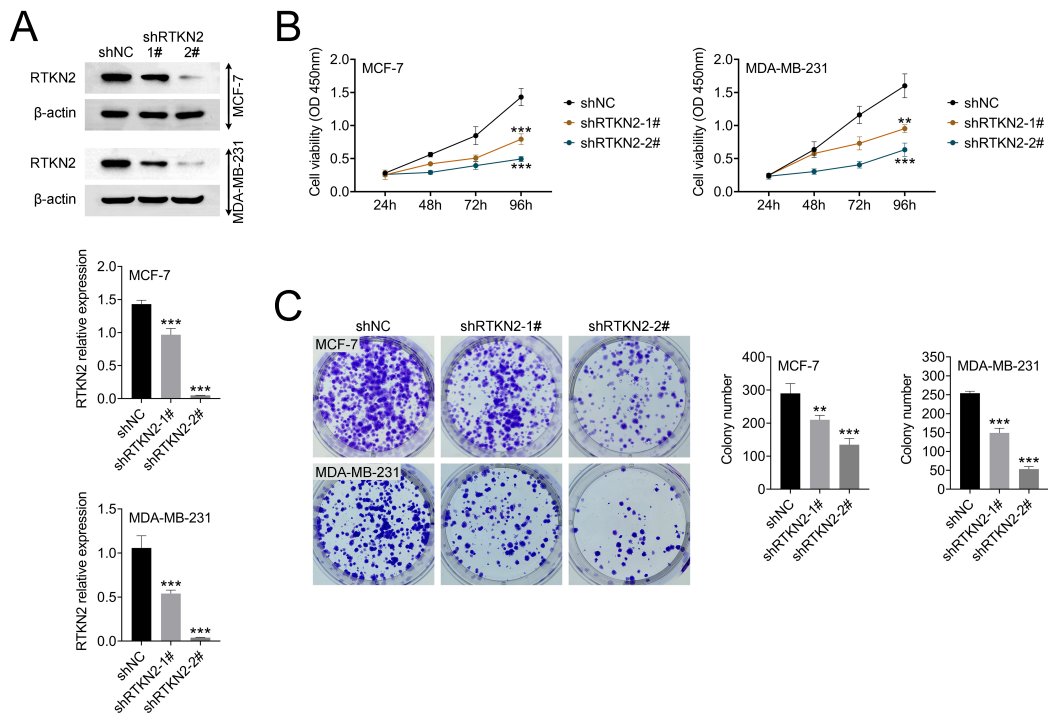 A
shRTKN2
shNC 1# 2#
RTKN2
β-actin
MCF-7
RTKN2
β-actin
MDA-MB-231
RTKN2 relative expression
2.0
1.5
1.0
0.5
0.0
MCF-7
***
***
shNC
shRTKN2-1#
shRTKN2-2#
RTKN2 relative expression
1.5
1.0
0.5
0.0
MDA-MB-231
***
***
shNC
shRTKN2-1#
shRTKN2-2#
B
Cell viability (OD 450nm)
2.0
1.5
1.0
0.5
0.0
MCF-7
***
***
24h 48h 72h 96h
shNC
shRTKN2-1#
shRTKN2-2#
Cell viability (OD 450nm)
2.0
1.5
1.0
0.5
0.0
MDA-MB-231
**
***
24h 48h 72h 96h
shNC
shRTKN2-1#
shRTKN2-2#
C
shNC shRTKN2-1# shRTKN2-2#
MCF-7
MDA-MB-231
Colony number
400
300
200
100
0
MCF-7
**
***
shNC
shRTKN2-1#
shRTKN2-2#
Colony number
350
300
250
200
150
100
50
0
MDA-MB-231
***
***
shNC
shRTKN2-1#
shRTKN2-2#